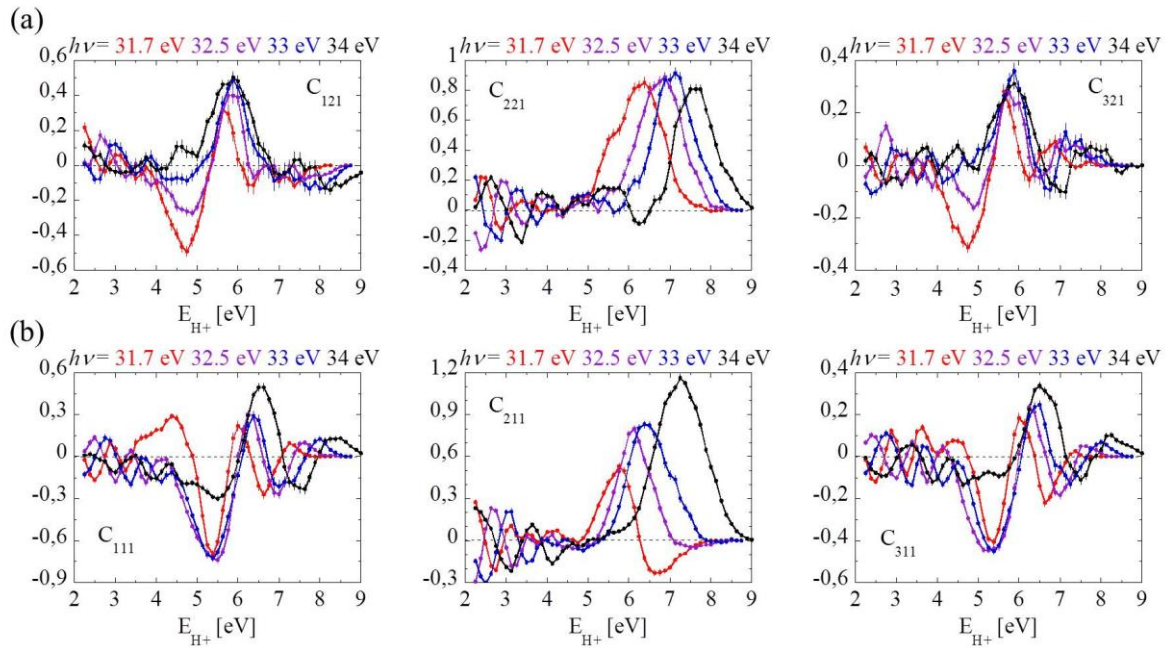 (a)
hν= 31.7 eV 32.5 eV 33 eV 34 eV
0,6
0,4
0,2
0
-0,2
-0,4
-0,6
C121
2 3 4 5 6 7 8 9
EH+ [eV]
hν= 31.7 eV 32.5 eV 33 eV 34 eV
1
0,8
0,6
0,4
0,2
0
-0,2
-0,4
C221
2 3 4 5 6 7 8 9
EH+ [eV]
hν= 31.7 eV 32.5 eV 33 eV 34 eV
0,6
0,4
0,2
0
-0,2
-0,4
C321
2 3 4 5 6 7 8 9
EH+ [eV]
(b)
hν= 31.7 eV 32.5 eV 33 eV 34 eV
0,6
0,3
0
-0,3
-0,6
-0,9
C111
2 3 4 5 6 7 8 9
EH+ [eV]
hν= 31.7 eV 32.5 eV 33 eV 34 eV
1,2
0,9
0,6
0,3
0
-0,3
C211
2 3 4 5 6 7 8 9
EH+ [eV]
hν= 31.7 eV 32.5 eV 33 eV 34 eV
0,4
0,2
0
-0,2
-0,4
-0,6
C311
2 3 4 5 6 7 8 9
EH+ [eV]